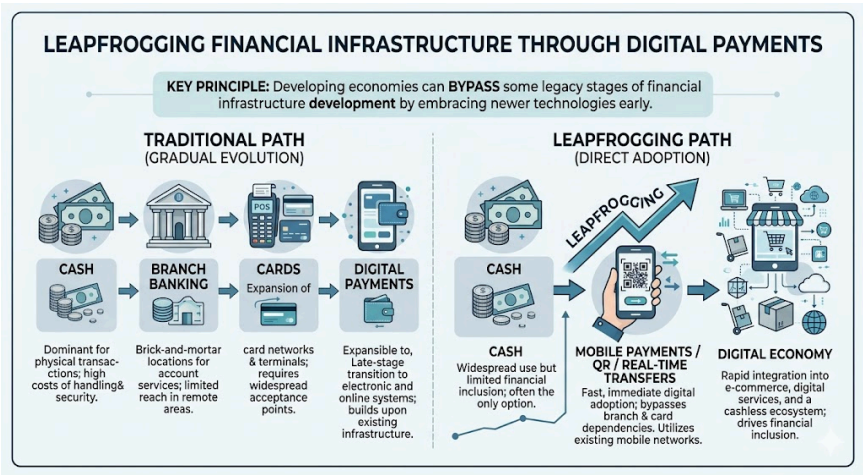 LEAPFROGGING FINANCIAL INFRASTRUCTURE THROUGH DIGITAL PAYMENTS
KEY PRINCIPLE: Developing economies can BYPASS some legacy stages of financial
infrastructure development by embracing newer technologies early.
TRADITIONAL PATH
(GRADUAL EVOLUTION)
POS
CASH
Dominant for
physical transac-
tions; high
costs of handling&
security.
BRANCH
BANKING
Brick-and-mortar
locations for
account
services; limited
reach in remote
areas.
CARDS
Expansion of
card networks
& terminals;
requires
widespread
acceptance
points.
DIGITAL
PAYMENTS
Expansible to,
Late-stage
transition to
electronic and
online systems;
builds upon
existing
infrastructure.
LEAPFROGGING PATH
(DIRECT ADOPTION)
LEAPFROGGING
CASH
CASH
Widespread use but
limited financial
inclusion; often the
only option.
MOBILE PAYMENTS /
QR / REAL-TIME
TRANSFERS
Fast, immediate digital
adoption; bypasses
branch & card
dependencies. Utilizes
existing mobile networks.
DIGITAL ECONOMY
Rapid integration into
e-commerce, digital
services, and a
cashless ecosystem;
drives financial
inclusion.